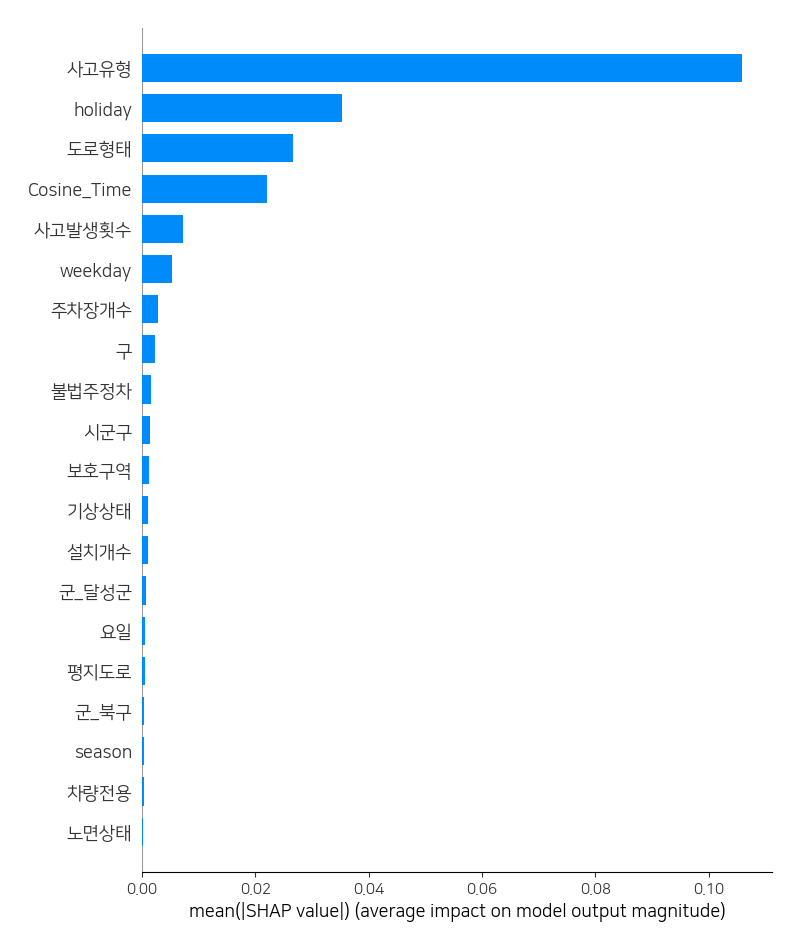 사고유형
holiday
도로형태
Cosine_Time
사고발생횟수
weekday
주차장개수
구
불법주정차
시군구
보호구역
기상상태
설치개수
군_달성군
요일
평지도로
군_북구
season
차량전용
노면상태
0.00 0.02 0.04 0.06 0.08 0.10
mean(|SHAP value|) (average impact on model output magnitude)